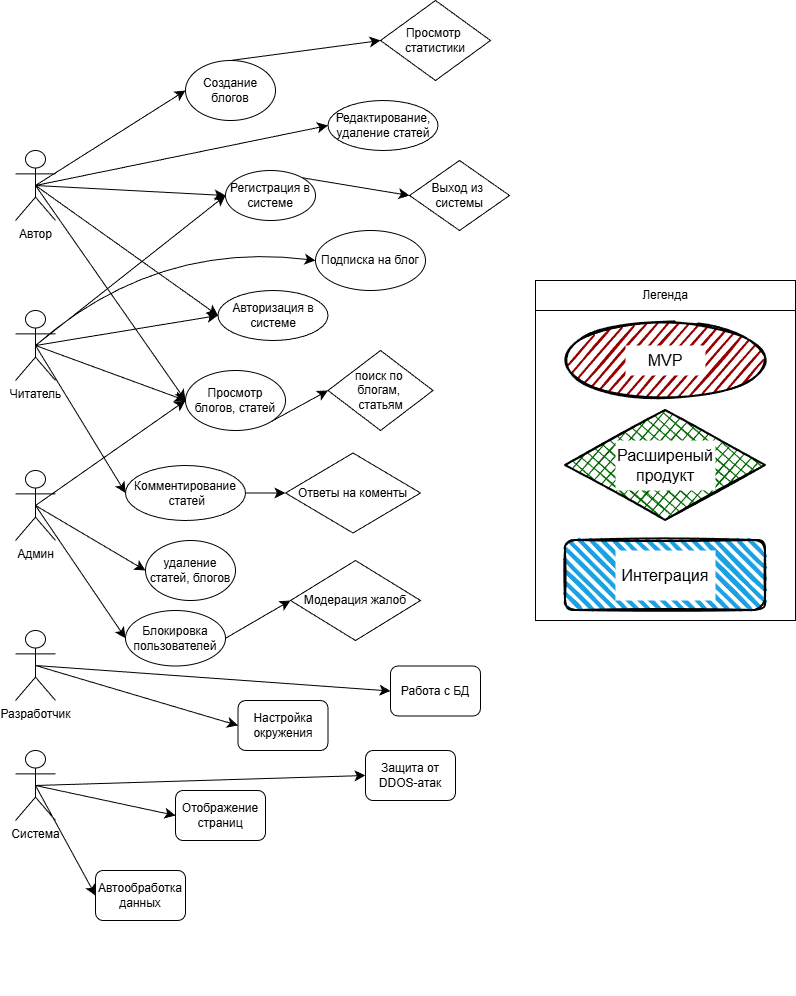 Просмотр
статистики
Создание
блогов
Редактирование,
удаление статей
Автор
Регистрация в
системе
Выход из
системы
Подписка на блог
Авторизация в
системе
Читатель
Просмотр
блогов, статей
поиск по
блогам,
статьям
Комментирование
статей
Ответы на коменты
Админ
удаление
статей, блогов
Блокировка
пользователей
Модерация жалоб
Разработчик
Работа с БД
Настройка
окружения
Система
Защита от
DDOS-атак
Отображение
страниц
Автообработка
данных
Легенда
MVP
Расширеный
продукт
Интеграция